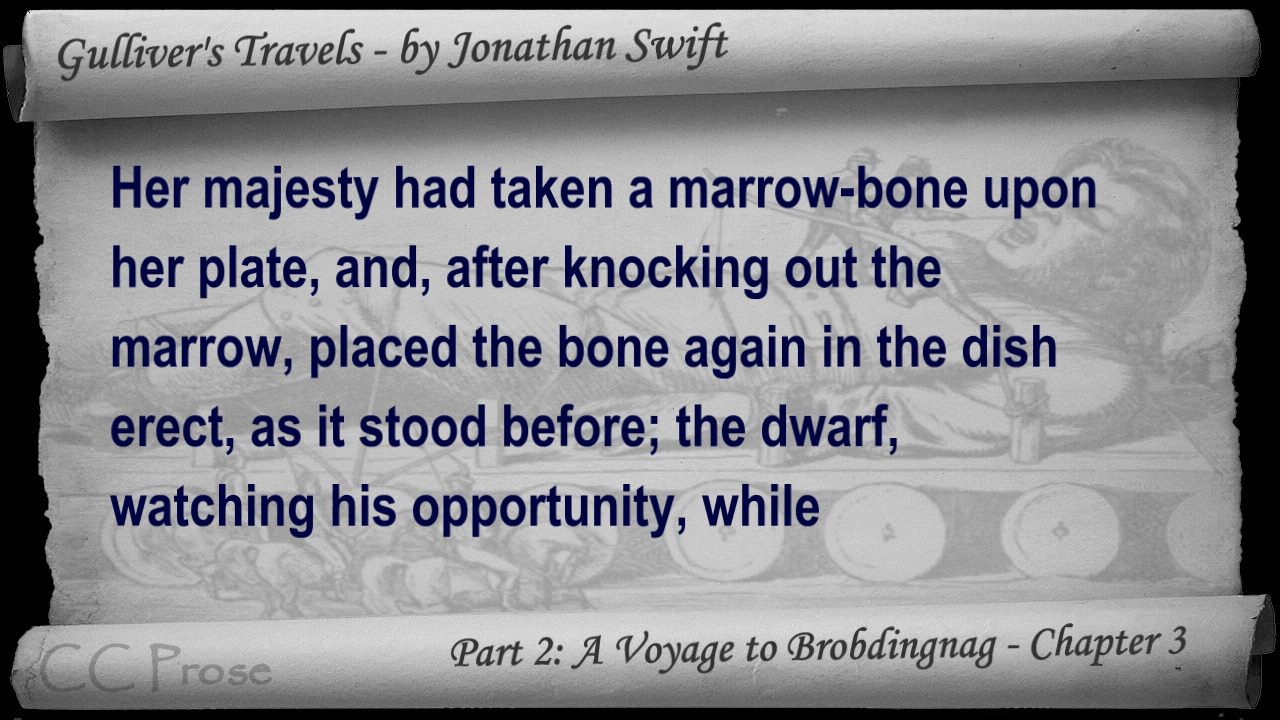 Gulliver's Travels - by Jonathan Swift
Her majesty had taken a marrow-bone upon
her plate, and, after knocking out the
marrow, placed the bone again in the dish
erect, as it stood before; the dwarf,
watching his opportunity, while
Part 2: A Voyage to Brobdingnag - Chapter 3
CC Prose